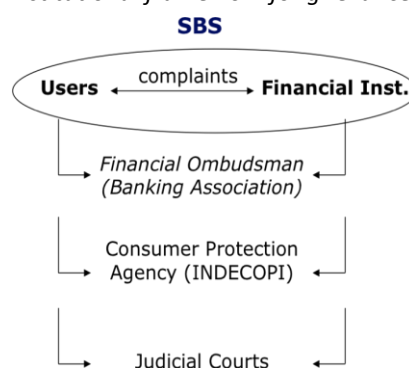 SBS
complaints
Users Financial Inst.
Financial Ombudsman
(Banking Association)
Consumer Protection
Agency (INDECOPI)
Judicial Courts